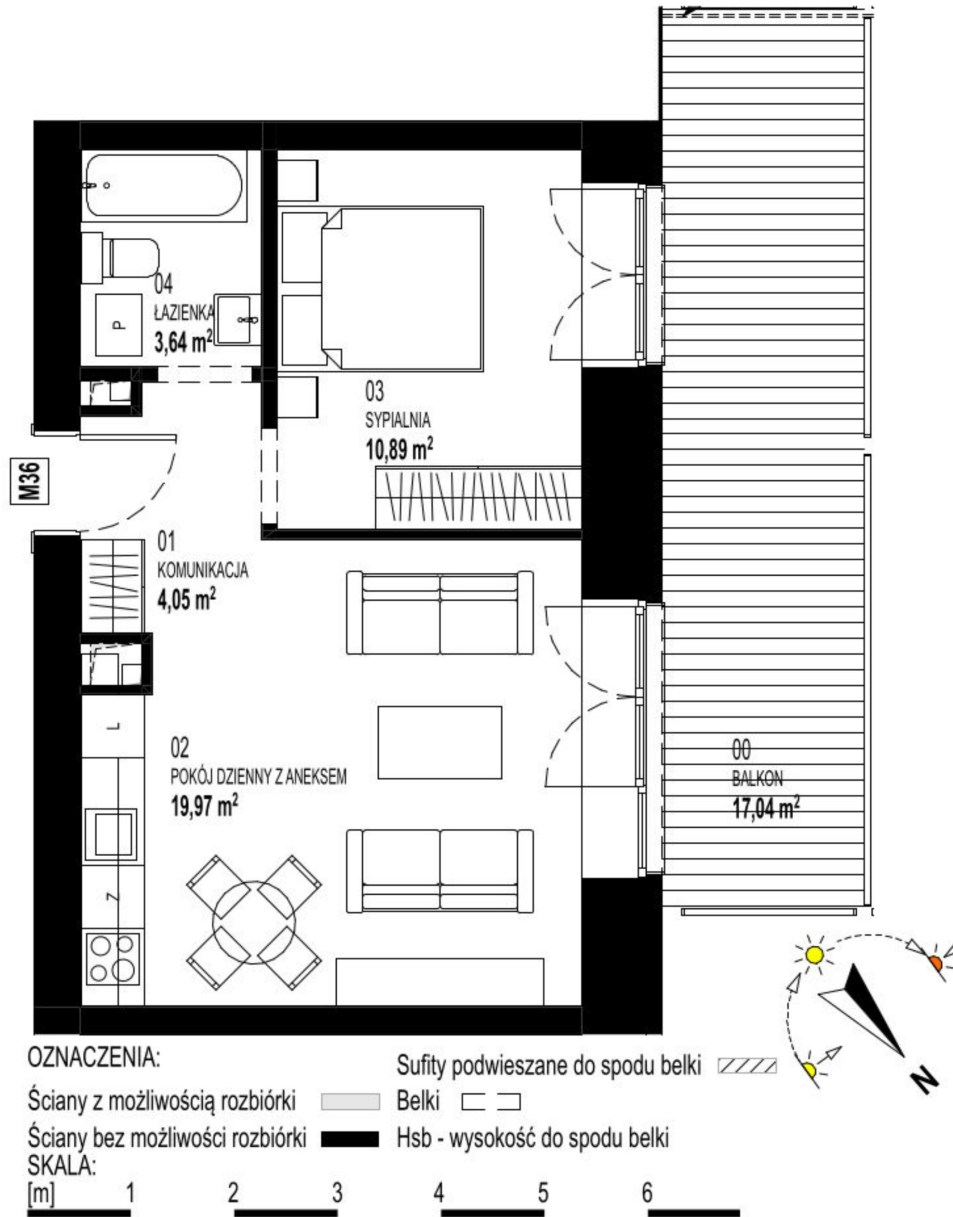 04
ŁAZIENKA
3,64 m²
P
03
SYPIALNIA
10,89 m²
M36
01
KOMUNIKACJA
4,05 m²
L
02
POKÓJ DZIENNY Z ANEKSEM
19,97 m²
Z
00
BALKON
17,04 m²
N
OZNACZENIA:
Sufity podwieszane do spodu belki
Ściany z możliwością rozbiórki
Belki
Ściany bez możliwości rozbiórki
Hsb - wysokość do spodu belki
SKALA:
[m] 1 2 3 4 5 6